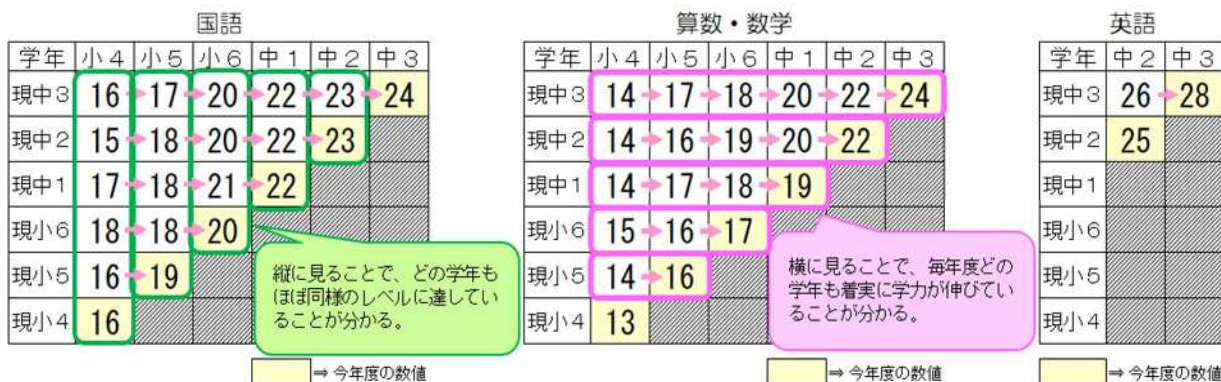 国語
学年 小4 小5 小6 中1 中2 中3
現中3 16 17 20 22 23 24
現中2 15 18 20 22 23
現中1 17 18 21 22
現小6 18 18 20
現小5 16 19
現小4 16
縦に見ることで、どの学年も
ほぼ同様のレベルに達してい
ることが分かる。
⇒ 今年度の数値
算数・数学
学年 小4 小5 小6 中1 中2 中3
現中3 14 17 18 20 22 24
現中2 14 16 19 20 22
現中1 14 17 18 19
現小6 15 16 17
現小5 14 16
現小4 13
横に見ることで、毎年度どの
学年も着実に学力が伸びてい
ることが分かる。
⇒ 今年度の数値
英語
学年 中2 中3
現中3 26 28
現中2 25
現中1
現小6
現小5
現小4
⇒ 今年度の数値